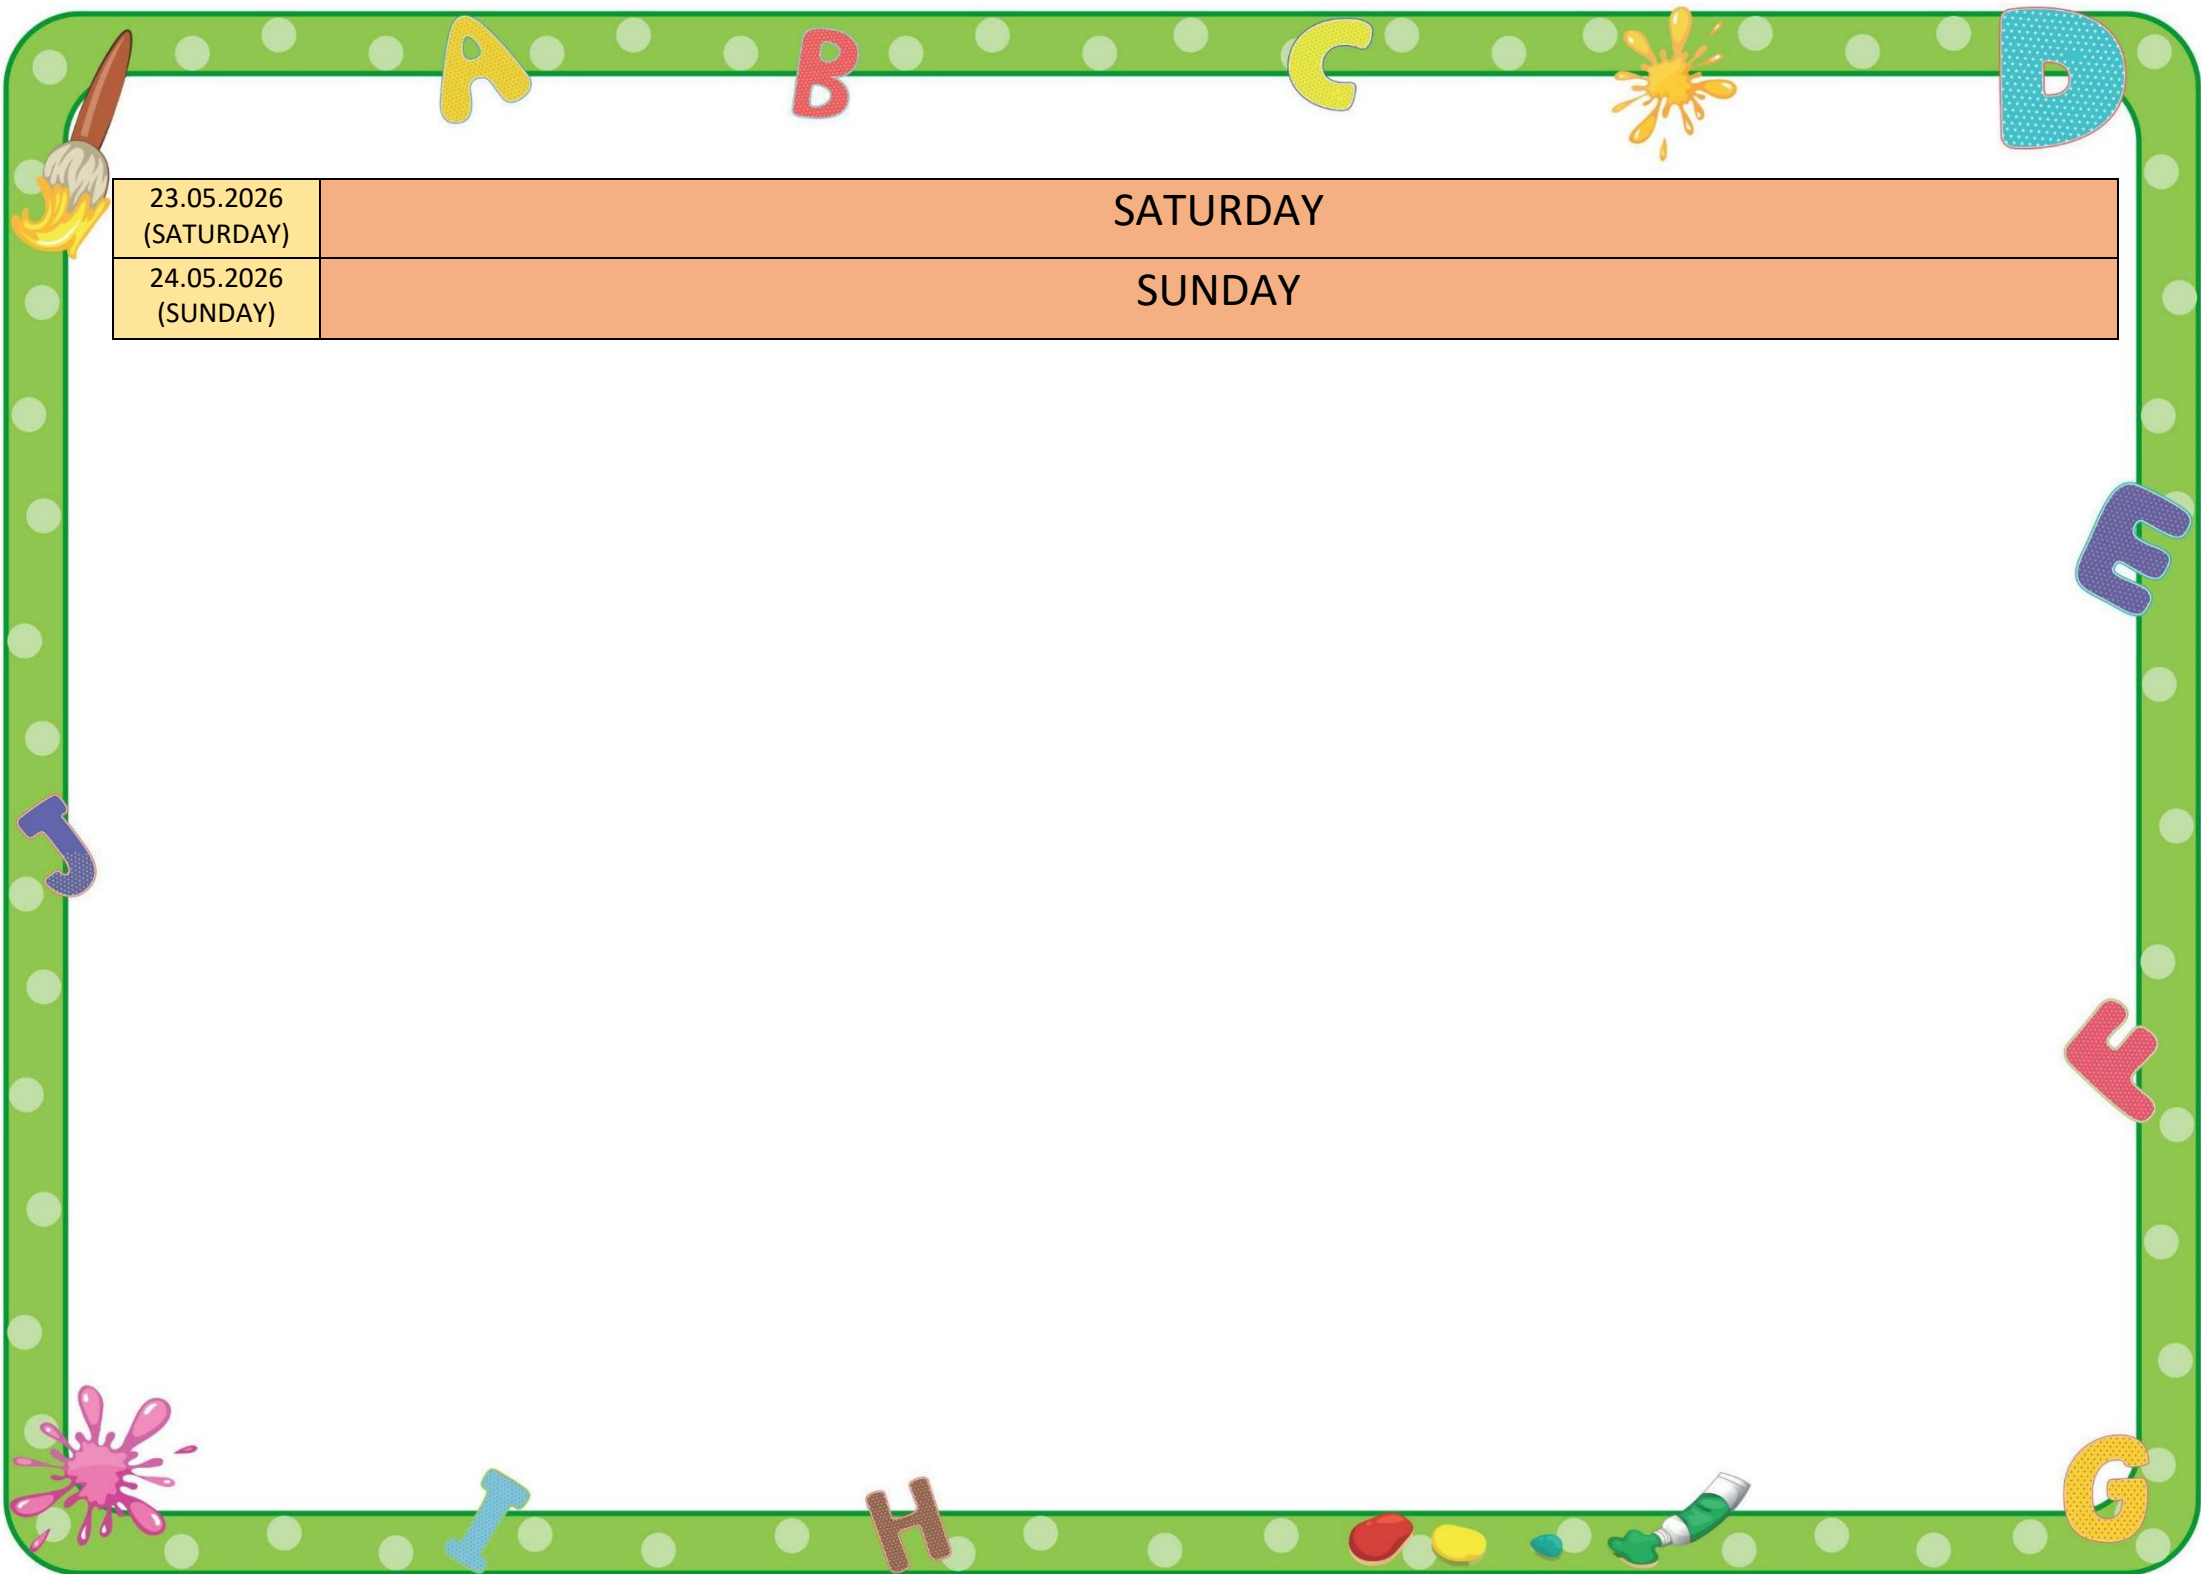 A B C D
23.05.2026
(SATURDAY)
SATURDAY
24.05.2026
(SUNDAY)
SUNDAY
E
J
F
G
I H